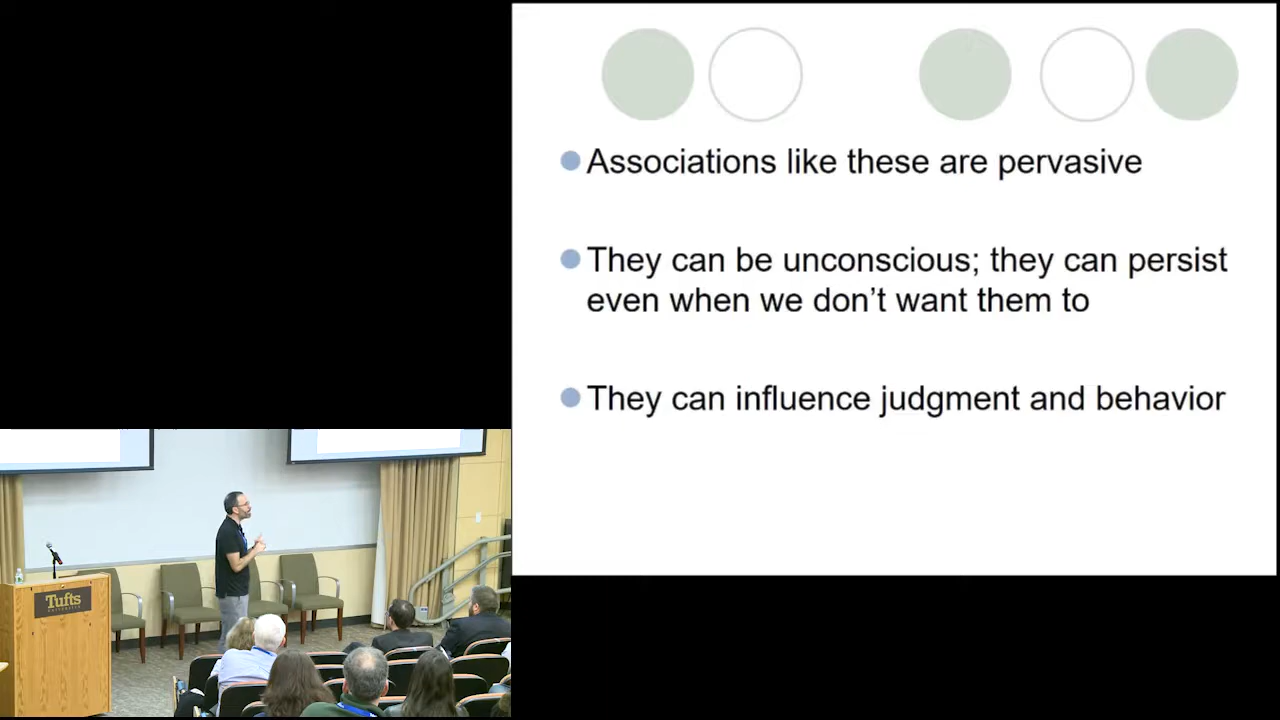 Associations like these are pervasive
They can be unconscious; they can persist
even when we don't want them to
They can influence judgment and behavior
Tufts
UNIVERSITY